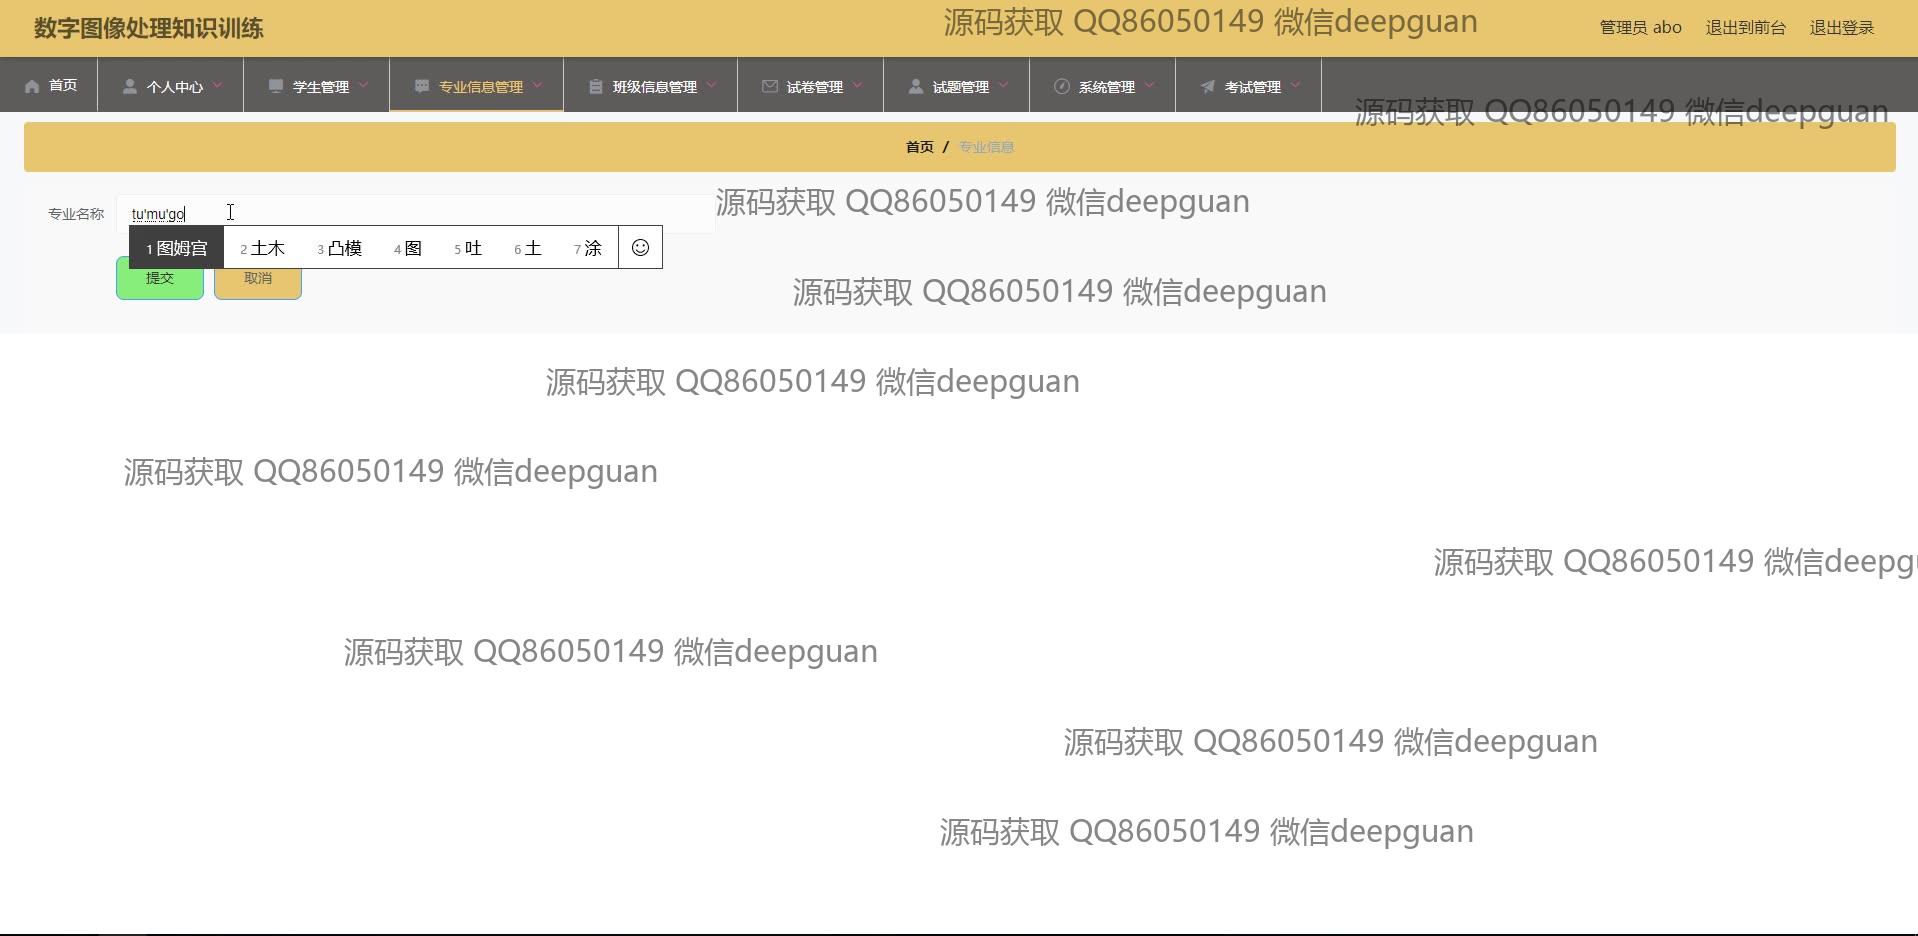 数字图像处理知识训练
源码获取 QQ86050149 微信deepguan
管理员 abo 退出到前台 退出登录
首页 个人中心 学生管理 专业信息管理 班级信息管理 试卷管理 试题管理 系统管理 考试管理
源码获取 QQ86050149 微信deepguan
首页 / 专业信息
源码获取 QQ86050149 微信deepguan
专业名称 tu'mu'go
1 图姆宫 2 土木 3 凸模 4 图 5 吐 6 土 7 涂
提交 取消
源码获取 QQ86050149 微信deepguan
源码获取 QQ86050149 微信deepguan
源码获取 QQ86050149 微信deepguan
源码获取 QQ86050149 微信deepg
源码获取 QQ86050149 微信deepguan
源码获取 QQ86050149 微信deepguan
源码获取 QQ86050149 微信deepguan